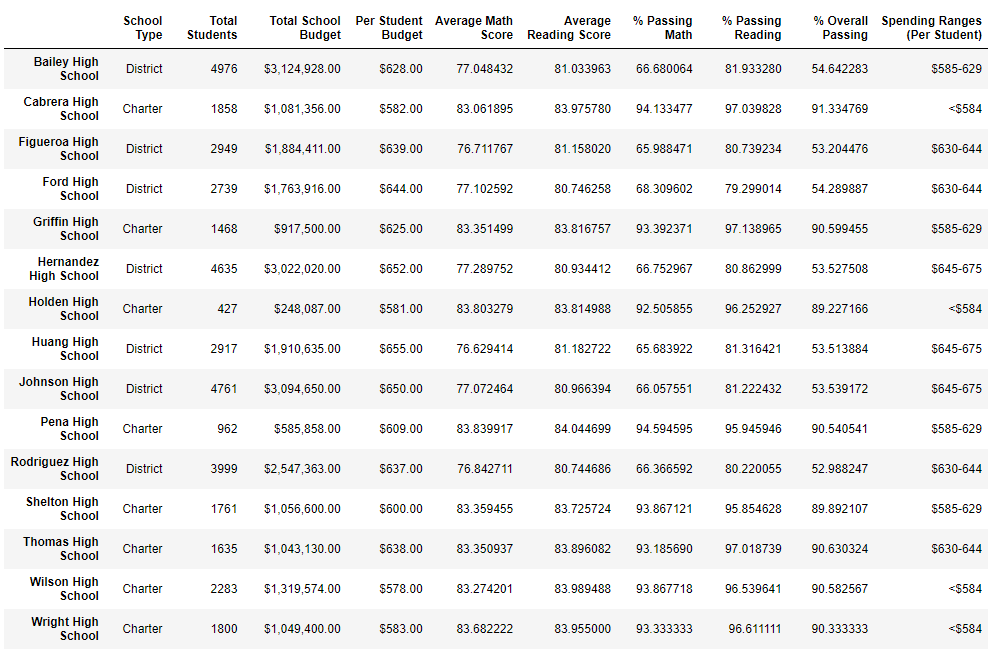 School Type Total Students Total School Budget Per Student Budget Average Math Score Average Reading Score % Passing Math % Passing Reading % Overall Passing Spending Ranges (Per Student)
Bailey High School District 4976 $3,124,928.00 $628.00 77.048432 81.033963 66.680064 81.933280 54.642283 $585-629
Cabrera High School Charter 1858 $1,081,356.00 $582.00 83.061895 83.975780 94.133477 97.039828 91.334769 <$584
Figueroa High School District 2949 $1,884,411.00 $639.00 76.711767 81.158020 65.988471 80.739234 53.204476 $630-644
Ford High School District 2739 $1,763,916.00 $644.00 77.102592 80.746258 68.309602 79.299014 54.289887 $630-644
Griffin High School Charter 1468 $917,500.00 $625.00 83.351499 83.816757 93.392371 97.138965 90.599455 $585-629
Hernandez High School District 4635 $3,022,020.00 $652.00 77.289752 80.934412 66.752967 80.862999 53.527508 $645-675
Holden High School Charter 427 $248,087.00 $581.00 83.803279 83.814988 92.505855 96.252927 89.227166 <$584
Huang High School District 2917 $1,910,635.00 $655.00 76.629414 81.182722 65.683922 81.316421 53.513884 $645-675
Johnson High School District 4761 $3,094,650.00 $650.00 77.072464 80.966394 66.057551 81.222432 53.539172 $645-675
Pena High School Charter 962 $585,858.00 $609.00 83.839917 84.044699 94.594595 95.945946 90.540541 $585-629
Rodriguez High School District 3999 $2,547,363.00 $637.00 76.842711 80.744686 66.366592 80.220055 52.988247 $630-644
Shelton High School Charter 1761 $1,056,600.00 $600.00 83.359455 83.725724 93.867121 95.854628 89.892107 $585-629
Thomas High School Charter 1635 $1,043,130.00 $638.00 83.350937 83.896082 93.185690 97.018739 90.630324 $630-644
Wilson High School Charter 2283 $1,319,574.00 $578.00 83.274201 83.989488 93.867718 96.539641 90.582567 <$584
Wright High School Charter 1800 $1,049,400.00 $583.00 83.682222 83.955000 93.333333 96.611111 90.333333 <$584